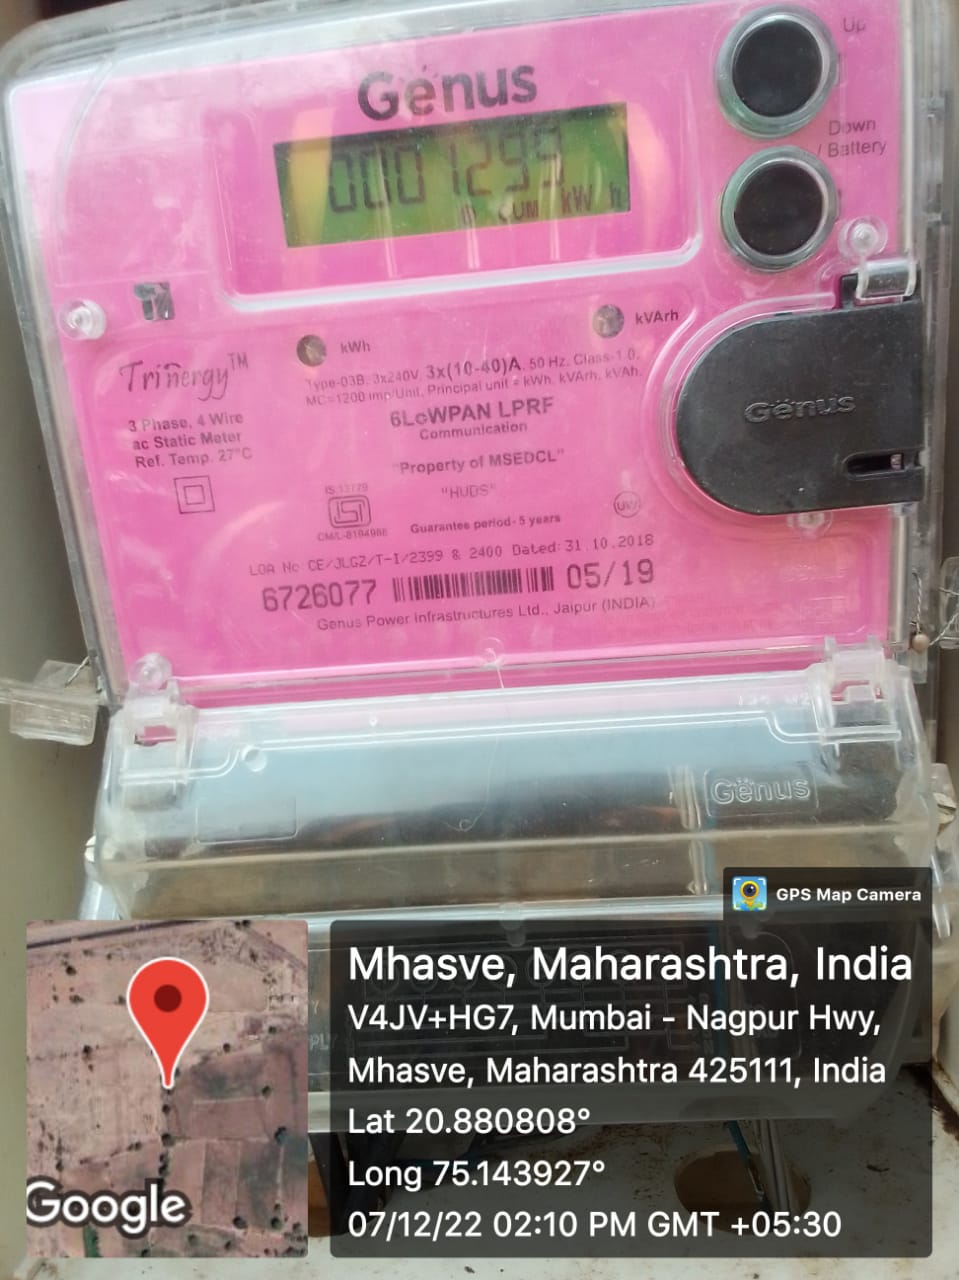 Genus
Up
Down
/ Battery
0001299
CUM kW h
kWh
kVArh
Trinergy™
3 Phase, 4 Wire
ac Static Meter
Ref. Temp. 27°C
Type-03B, 3x240V, 3x(10-40)A, 50 Hz, Class-1.0,
MC=1200 imp/Unit, Principal unit = kWh, kVArh, kVAh.
6LoWPAN LPRF
Communication
"Property of MSEDCL"
"HUDS"
IS:13779
Guarantee period- 5 years
Genus
LOA No CE/JLGZ/T-I/2399 & 2400 Dated: 31.10.2018
6726077 05/19
Genus Power Infrastructures Ltd., Jaipur (INDIA)
Genus
GPS Map Camera
Mhasve, Maharashtra, India
V4JV+HG7, Mumbai - Nagpur Hwy,
Mhasve, Maharashtra 425111, India
Lat 20.880808°
Long 75.143927°
07/12/22 02:10 PM GMT +05:30
Google